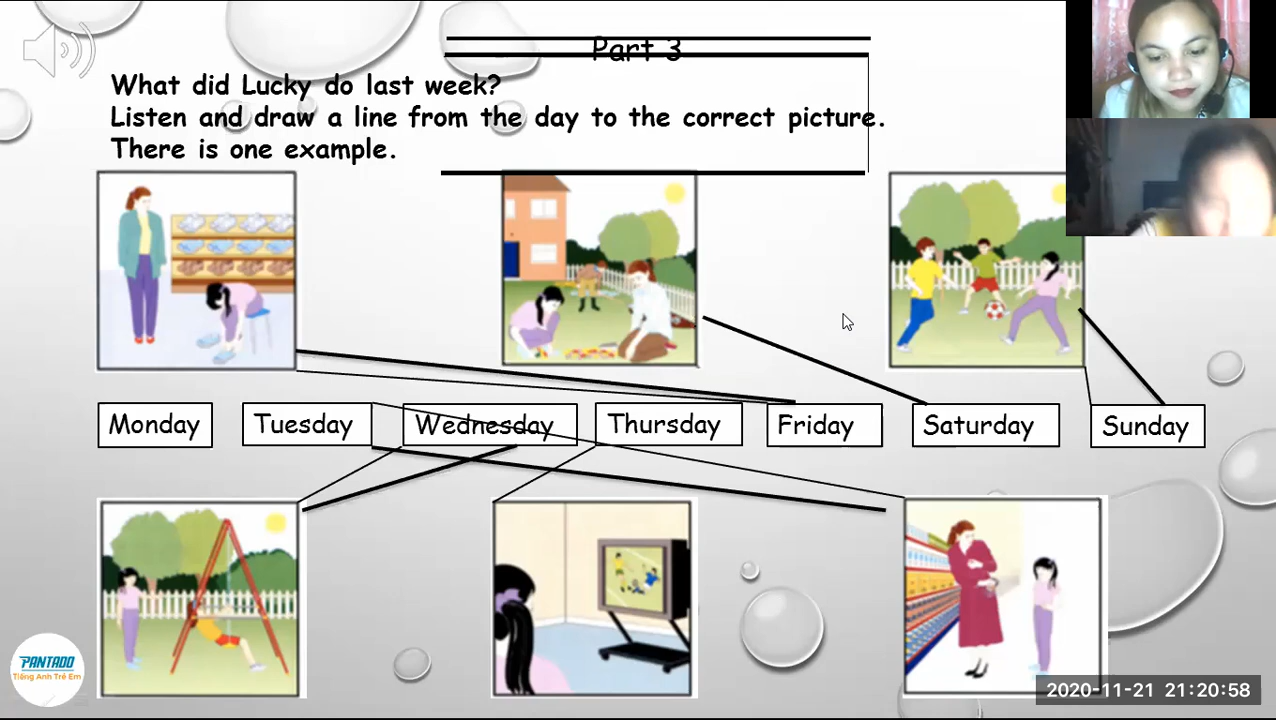 Part 3
What did Lucky do last week?
Listen and draw a line from the day to the correct picture.
There is one example.
Monday
Tuesday
Wednesday
Thursday
Friday
Saturday
Sunday
PANTADO
Tiếng Anh Trẻ Em
2020-11-21 21:20:58